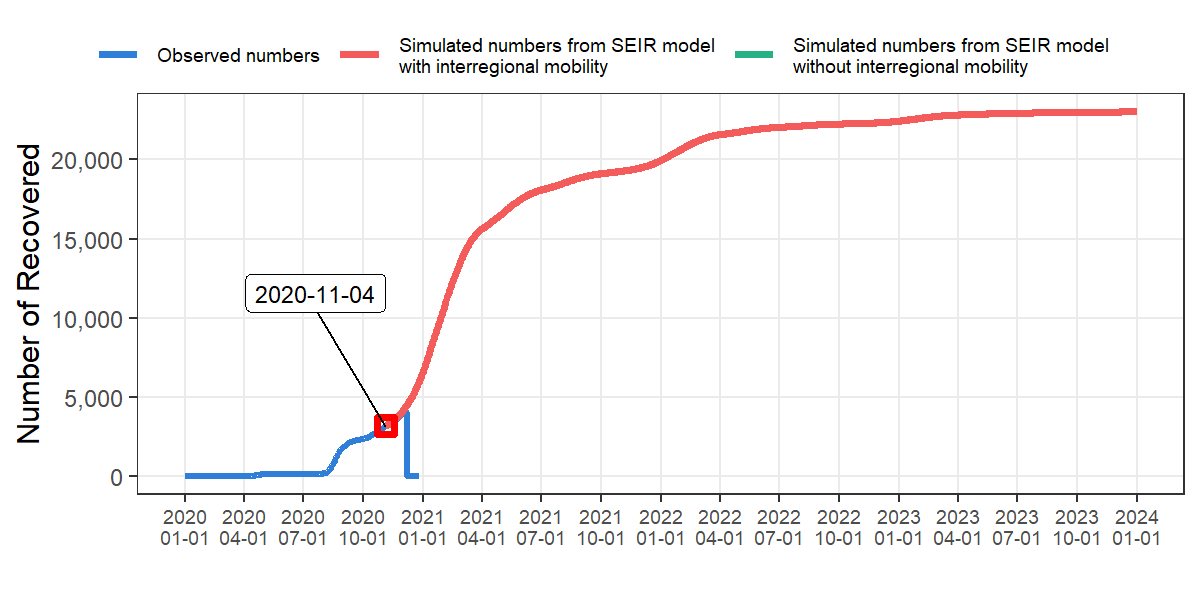 Observed numbers
Simulated numbers from SEIR model
with interregional mobility
Simulated numbers from SEIR model
without interregional mobility
Number of Recovered
20,000
15,000
10,000
5,000
0
2020-11-04
2020 2020 2020 2020 2021 2021 2021 2021 2022 2022 2022 2022 2023 2023 2023 2023 2024
01-01 04-01 07-01 10-01 01-01 04-01 07-01 10-01 01-01 04-01 07-01 10-01 01-01 04-01 07-01 10-01 01-01